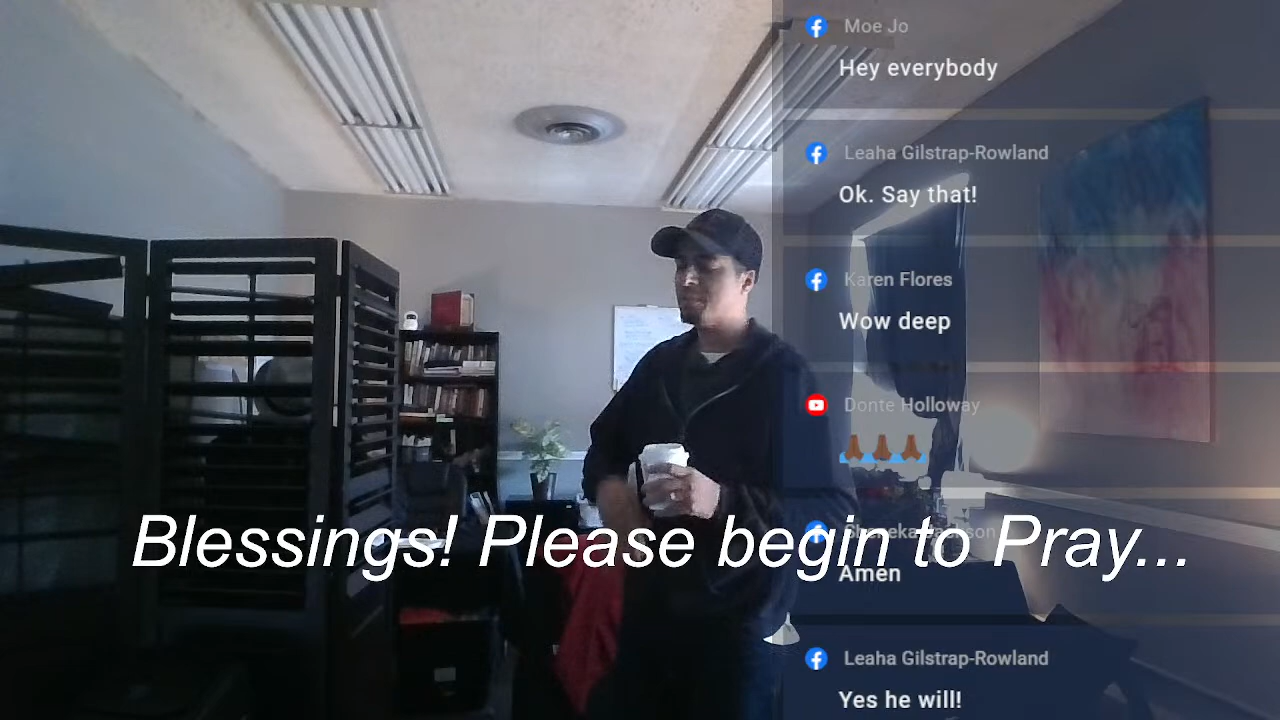 Moe Jo
Hey everybody
Leaha Gilstrap-Rowland
Ok. Say that!
Karen Flores
Wow deep
Donte Holloway
🙏🏾🙏🏾🙏🏾
Blessings! Please begin to Pray...
Amen
Leaha Gilstrap-Rowland
Yes he will!